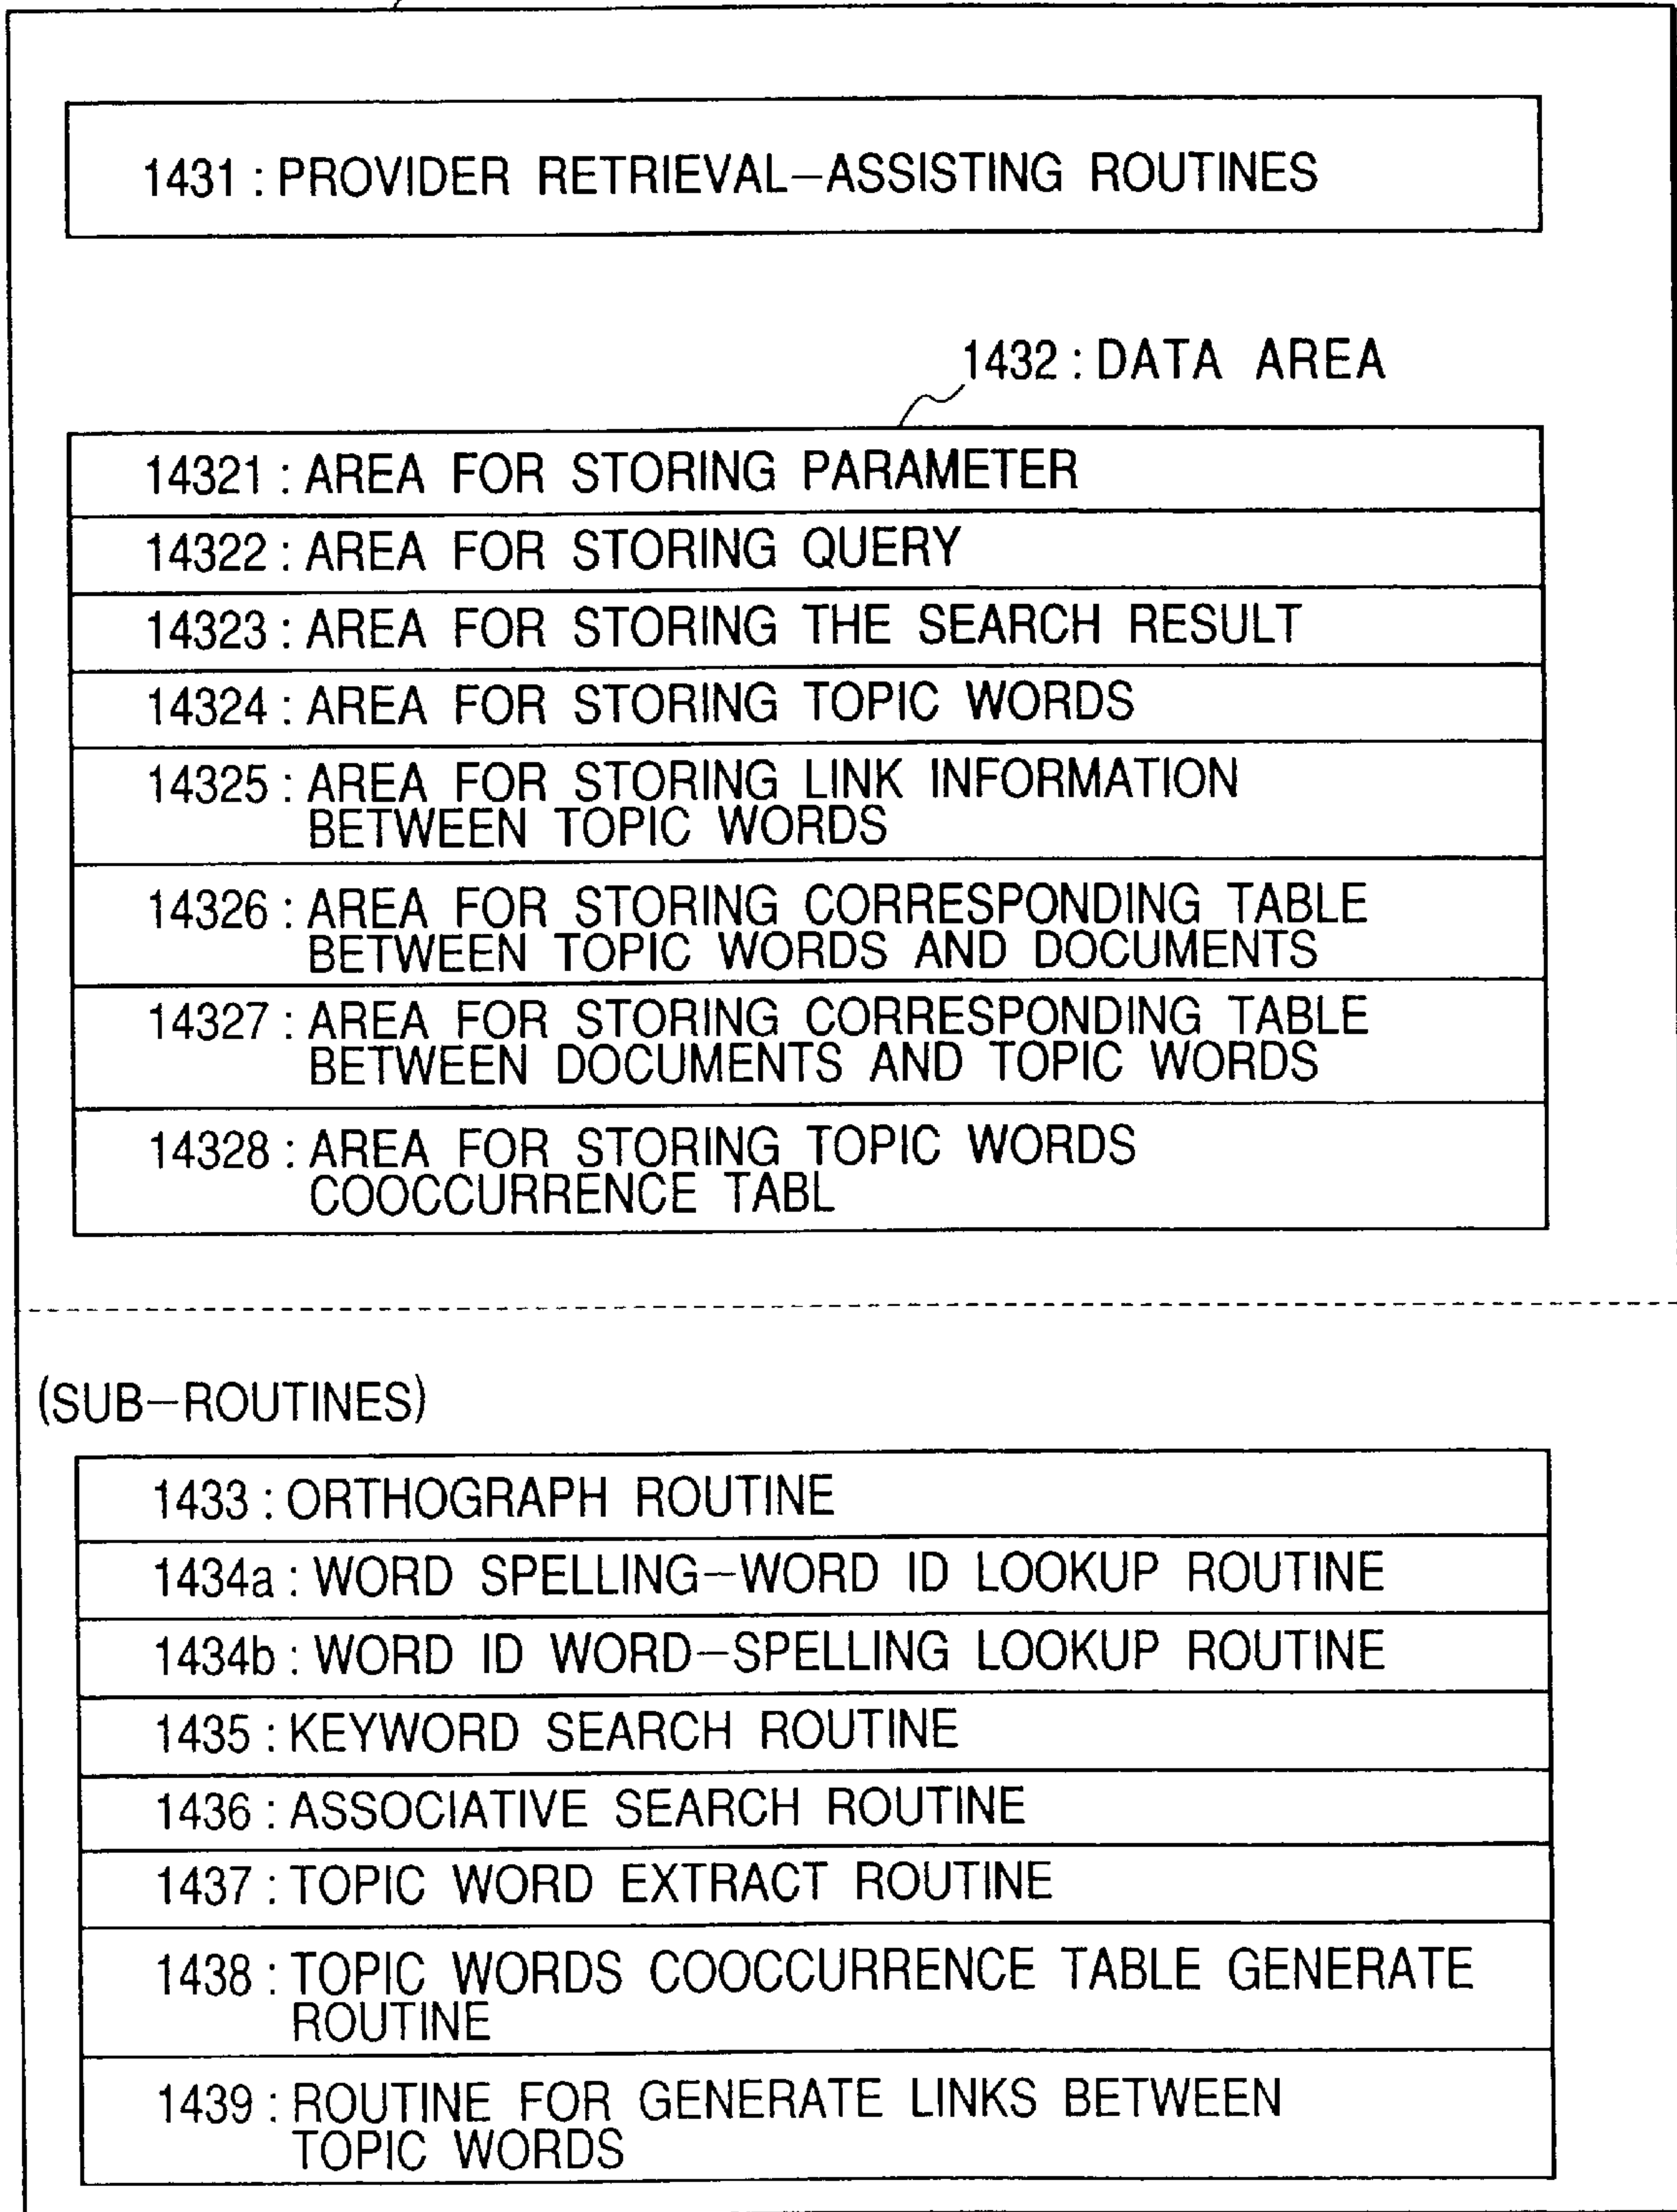 1431 : PROVIDER RETRIEVAL-ASSISTING ROUTINES
1432 : DATA AREA
14321 : AREA FOR STORING PARAMETER
14322 : AREA FOR STORING QUERY
14323 : AREA FOR STORING THE SEARCH RESULT
14324 : AREA FOR STORING TOPIC WORDS
14325 : AREA FOR STORING LINK INFORMATION
BETWEEN TOPIC WORDS
14326 : AREA FOR STORING CORRESPONDING TABLE
BETWEEN TOPIC WORDS AND DOCUMENTS
14327 : AREA FOR STORING CORRESPONDING TABLE
BETWEEN DOCUMENTS AND TOPIC WORDS
14328 : AREA FOR STORING TOPIC WORDS
COOCCURRENCE TABL
(SUB-ROUTINES)
1433 : ORTHOGRAPH ROUTINE
1434a : WORD SPELLING-WORD ID LOOKUP ROUTINE
1434b : WORD ID WORD-SPELLING LOOKUP ROUTINE
1435 : KEYWORD SEARCH ROUTINE
1436 : ASSOCIATIVE SEARCH ROUTINE
1437 : TOPIC WORD EXTRACT ROUTINE
1438 : TOPIC WORDS COOCCURRENCE TABLE GENERATE
ROUTINE
1439 : ROUTINE FOR GENERATE LINKS BETWEEN
TOPIC WORDS